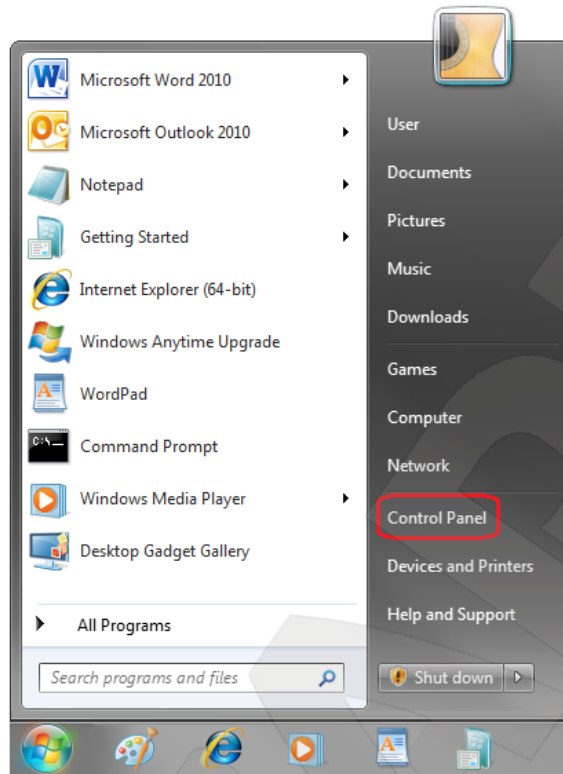 Microsoft Word 2010
Microsoft Outlook 2010
Notepad
Getting Started
Internet Explorer (64-bit)
Windows Anytime Upgrade
WordPad
C:\
Command Prompt
Windows Media Player
Desktop Gadget Gallery
All Programs
Search programs and files
User
Documents
Pictures
Music
Downloads
Games
Computer
Network
Control Panel
Devices and Printers
Help and Support
Shut down